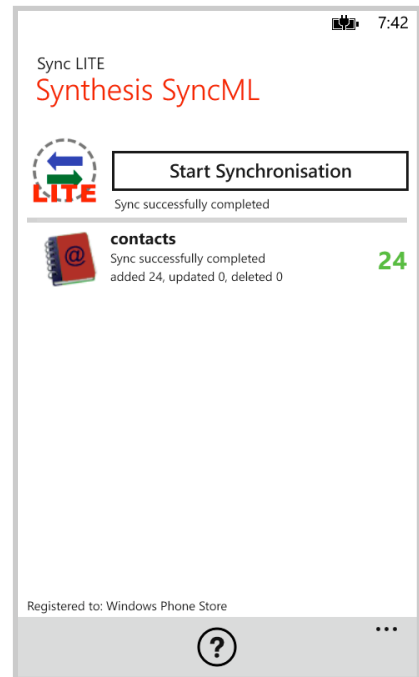 7:42
Sync LITE
Synthesis SyncML
LITE
Start Synchronisation
Sync successfully completed
@
contacts
Sync successfully completed
added 24, updated 0, deleted 0
24
Registered to: Windows Phone Store
...
?